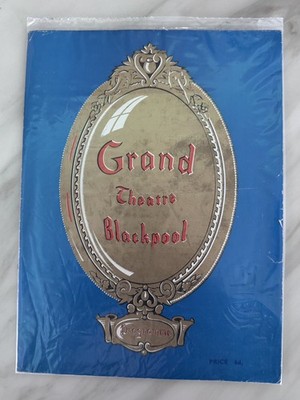 Grand
Theatre
Blackpool
PRICE 6d.